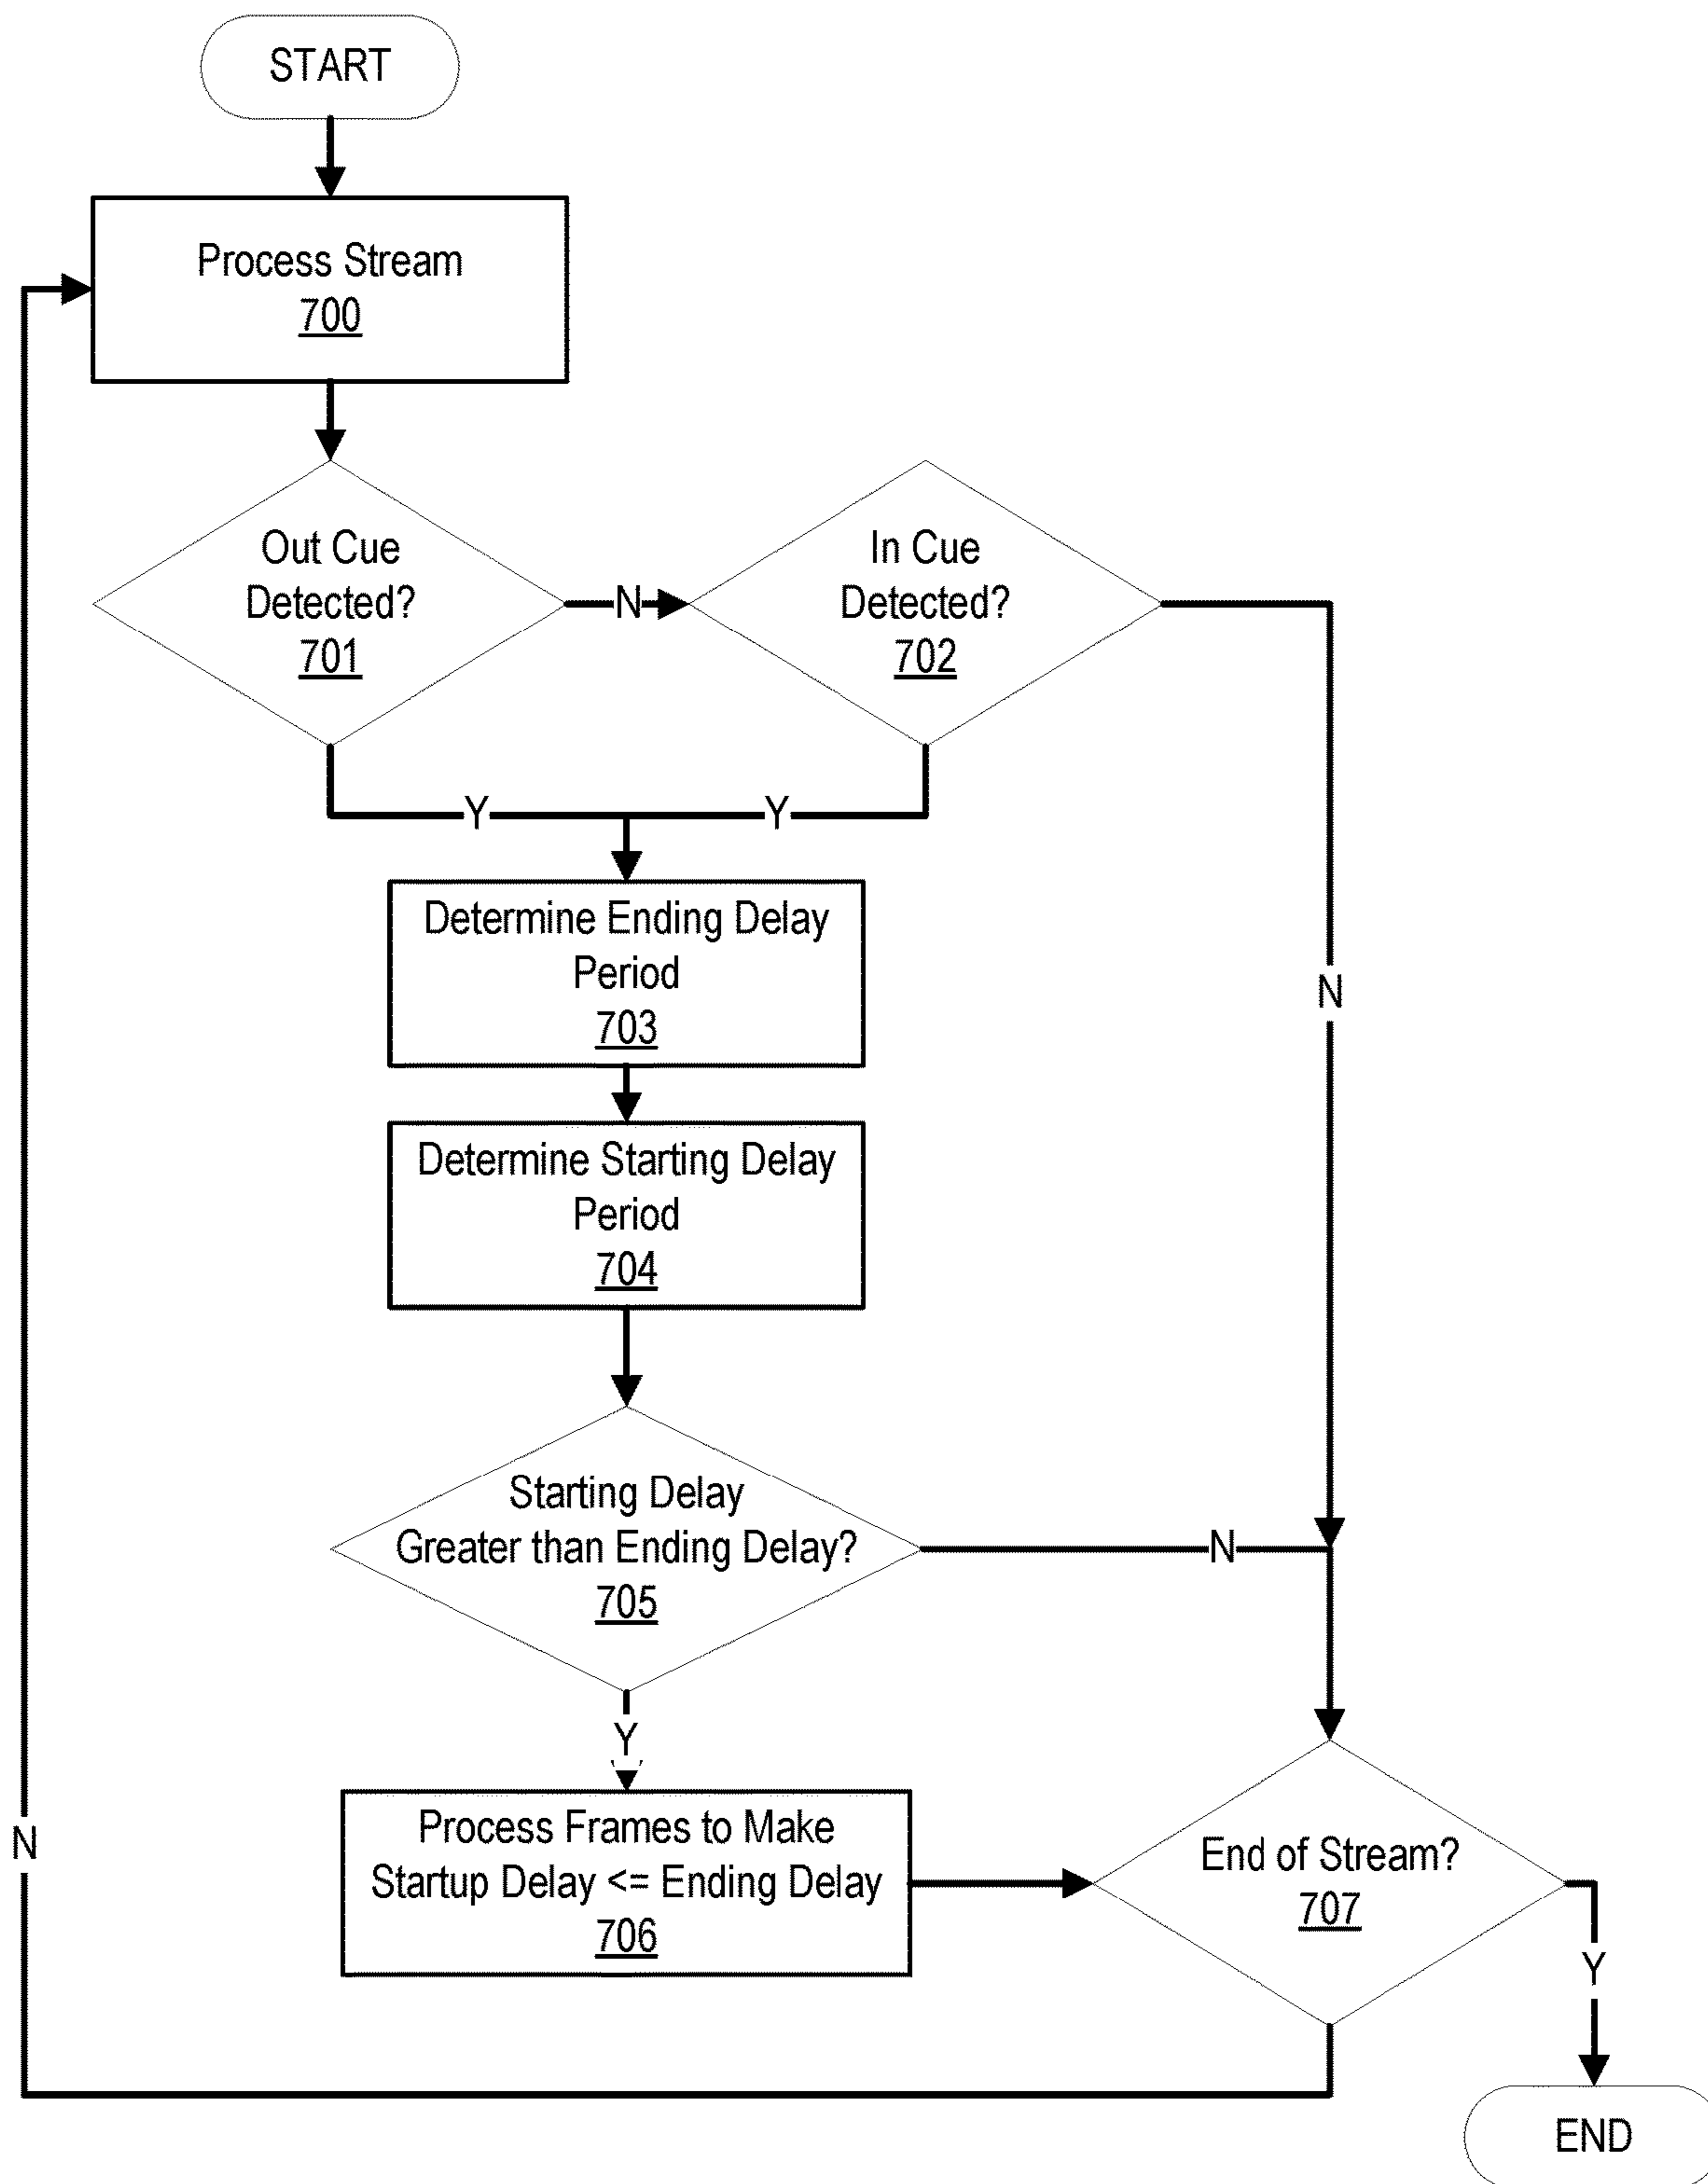 START
Process Stream
700
Out Cue
Detected?
701
N
In Cue
Detected?
702
Y
Y
Determine Ending Delay
Period
703
N
Determine Starting Delay
Period
704
Starting Delay
Greater than Ending Delay?
705
N
Y
Process Frames to Make
Startup Delay <= Ending Delay
706
N
End of Stream?
707
Y
END